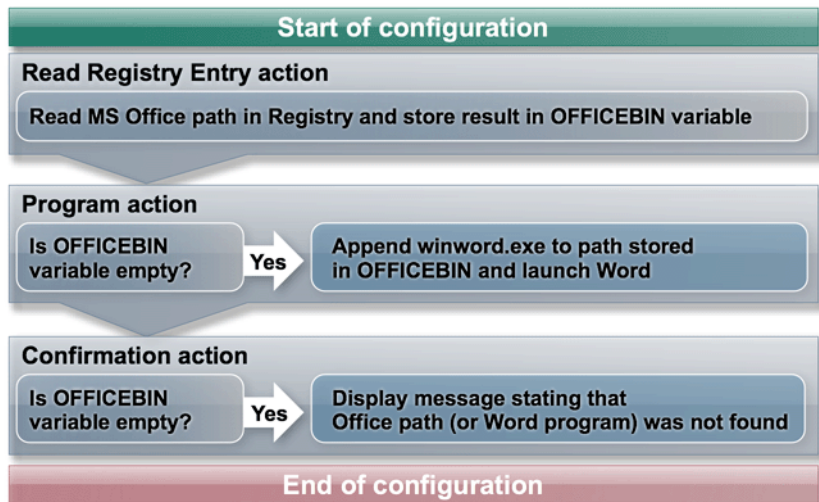 Start of configuration
Read Registry Entry action
Read MS Office path in Registry and store result in OFFICEBIN variable
Program action
Is OFFICEBIN
variable empty?
Yes
Append winword.exe to path stored
in OFFICEBIN and launch Word
Confirmation action
Is OFFICEBIN
variable empty?
Yes
Display message stating that
Office path (or Word program) was not found
End of configuration